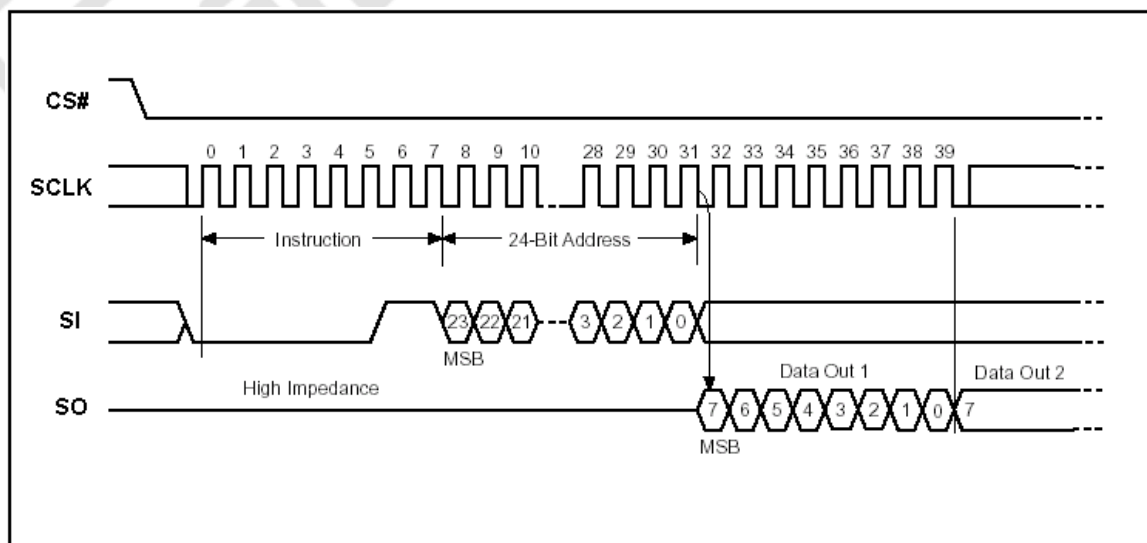 CS#
0 1 2 3 4 5 6 7 8 9 10 28 29 30 31 32 33 34 35 36 37 38 39
SCLK
Instruction 24-Bit Address
SI 23 22 21 3 2 1 0
MSB
High Impedance Data Out 1 Data Out 2
SO 7 6 5 4 3 2 1 0 7
MSB